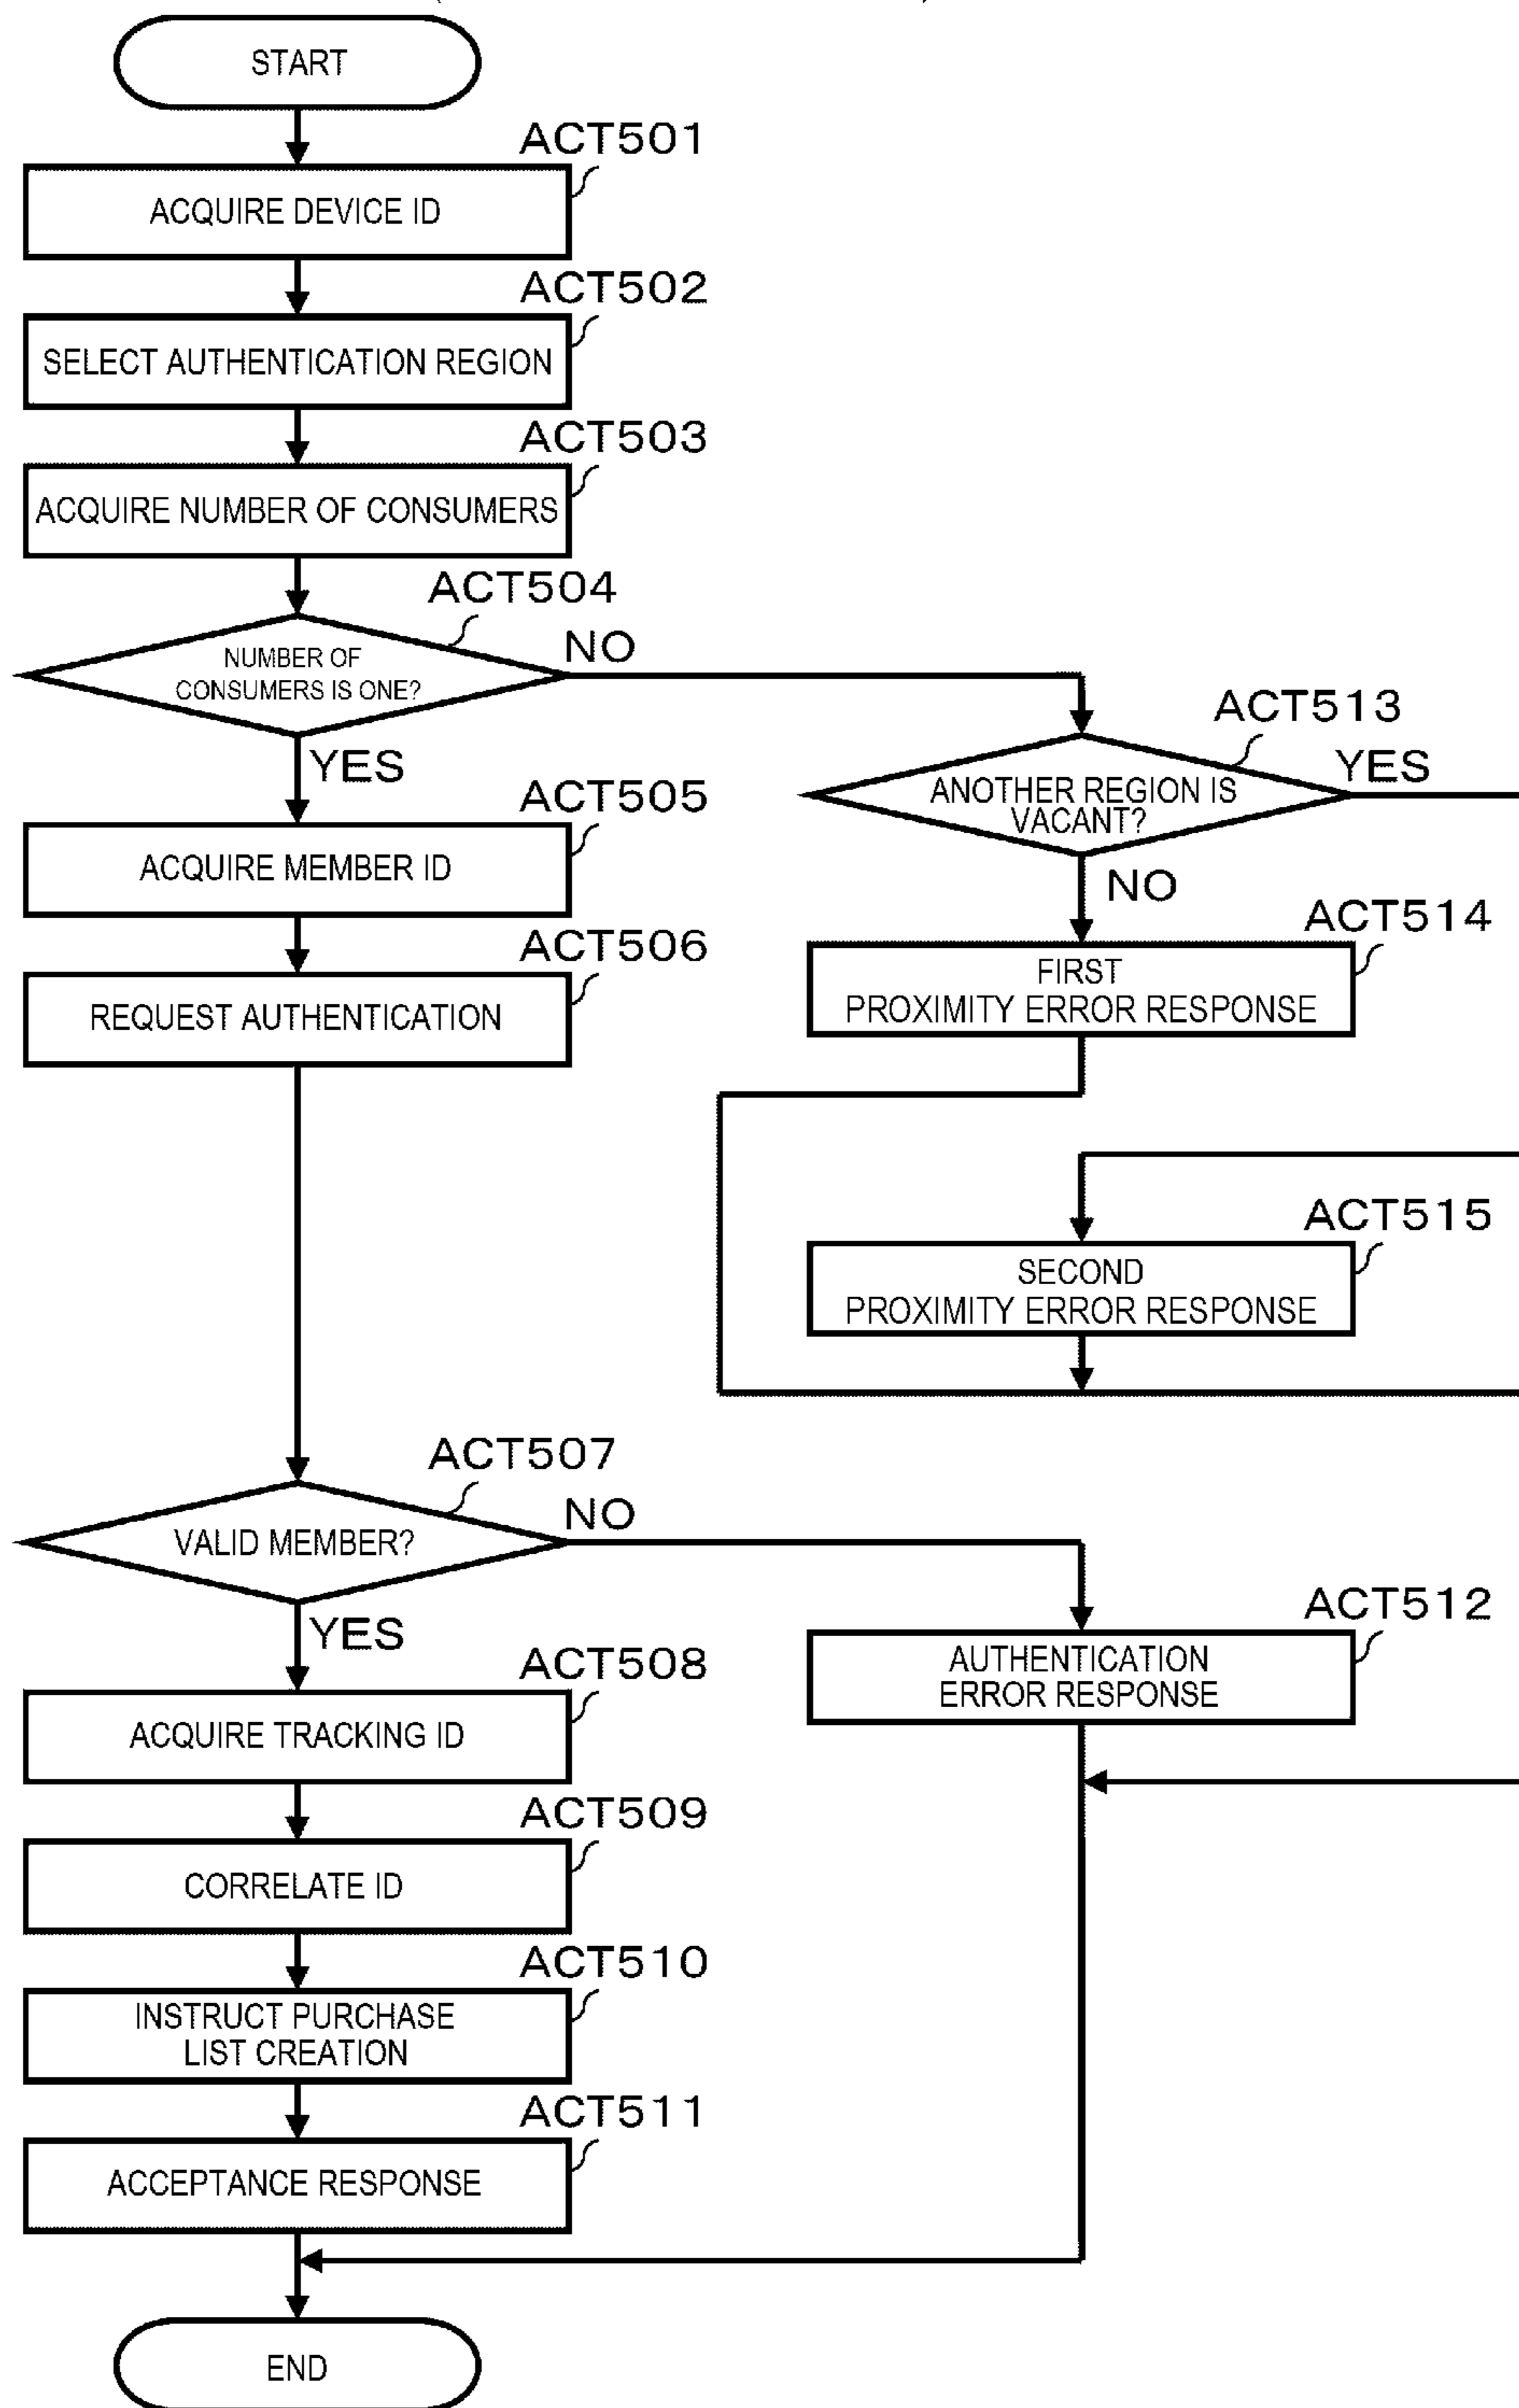 START
ACT501
ACQUIRE DEVICE ID
ACT502
SELECT AUTHENTICATION REGION
ACT503
ACQUIRE NUMBER OF CONSUMERS
ACT504
NUMBER OF
CONSUMERS IS ONE?
NO
YES
ACT513
ANOTHER REGION IS
VACANT?
YES
NO
ACT505
ACQUIRE MEMBER ID
ACT506
REQUEST AUTHENTICATION
ACT514
FIRST
PROXIMITY ERROR RESPONSE
ACT515
SECOND
PROXIMITY ERROR RESPONSE
ACT507
VALID MEMBER?
NO
YES
ACT512
AUTHENTICATION
ERROR RESPONSE
ACT508
ACQUIRE TRACKING ID
ACT509
CORRELATE ID
ACT510
INSTRUCT PURCHASE
LIST CREATION
ACT511
ACCEPTANCE RESPONSE
END